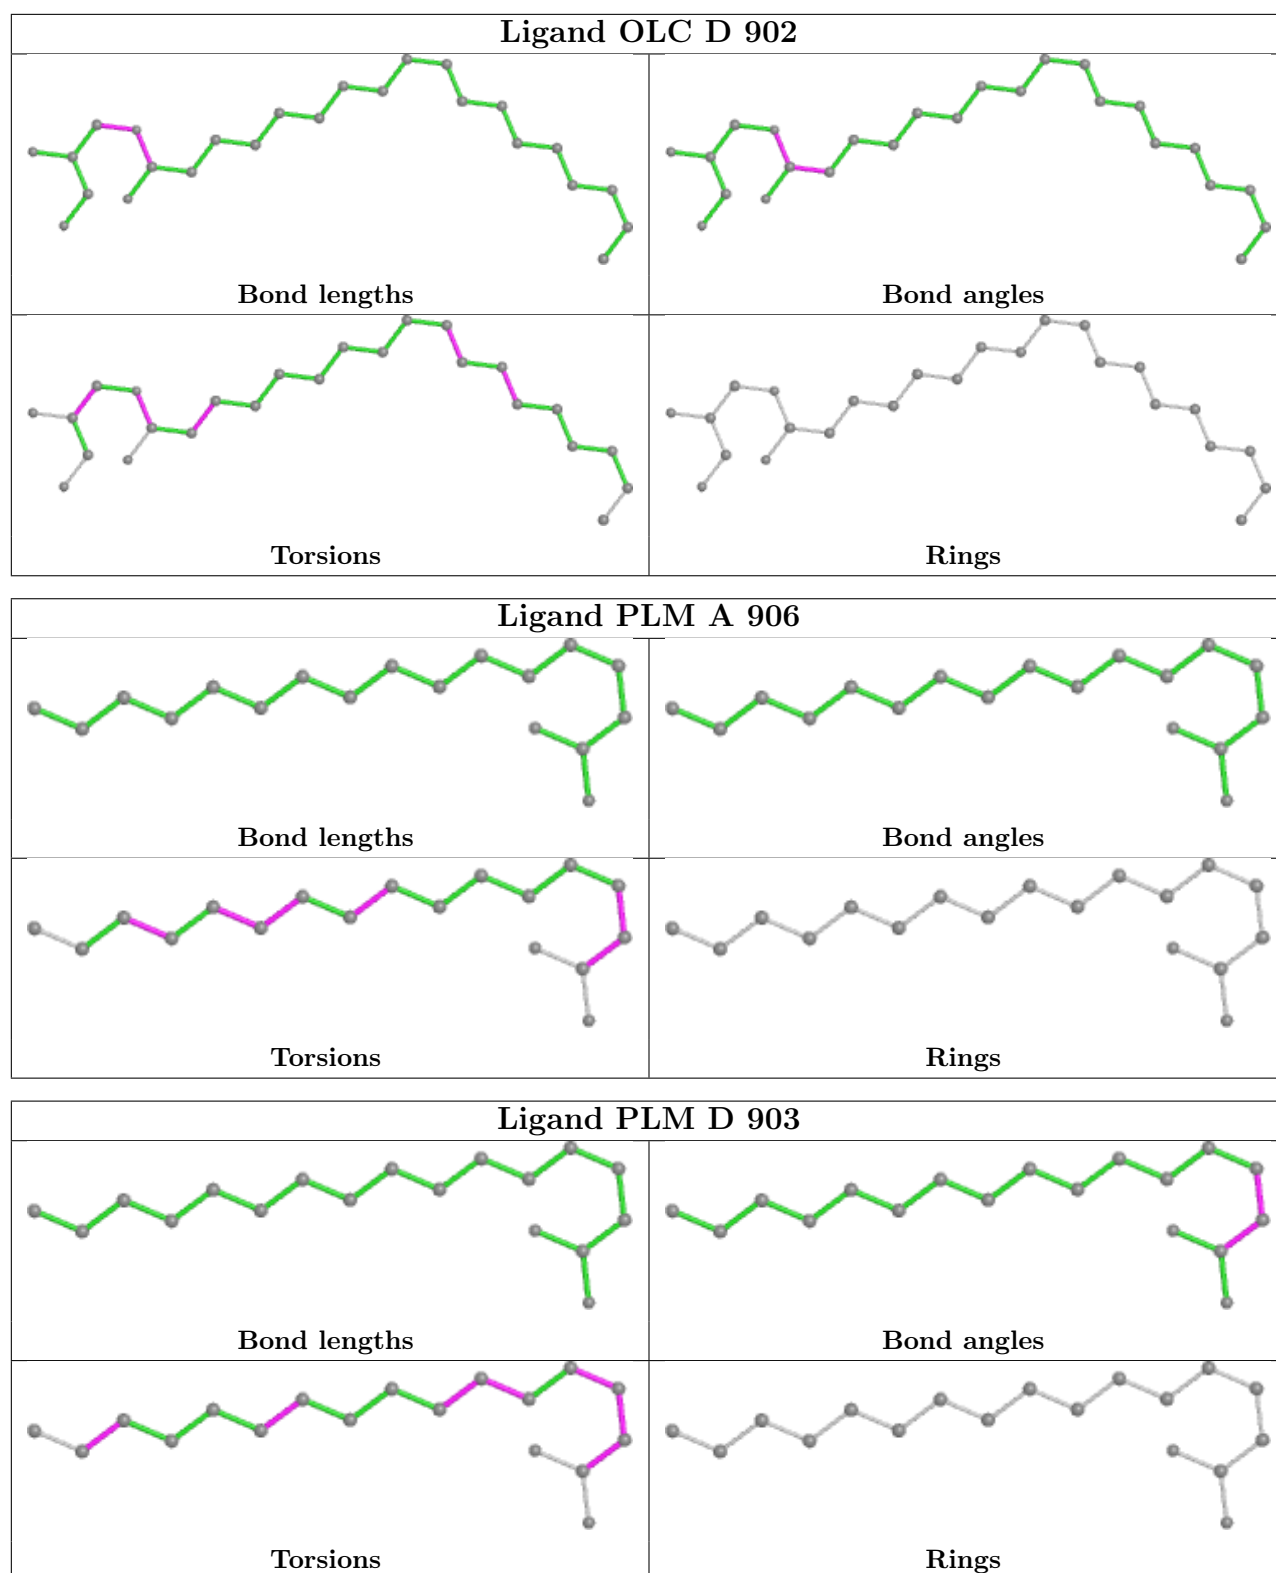 Ligand OLC D 902
Bond lengths
Bond angles
Torsions
Rings
Ligand PLM A 906
Bond lengths
Bond angles
Torsions
Rings
Ligand PLM D 903
Bond lengths
Bond angles
Torsions
Rings